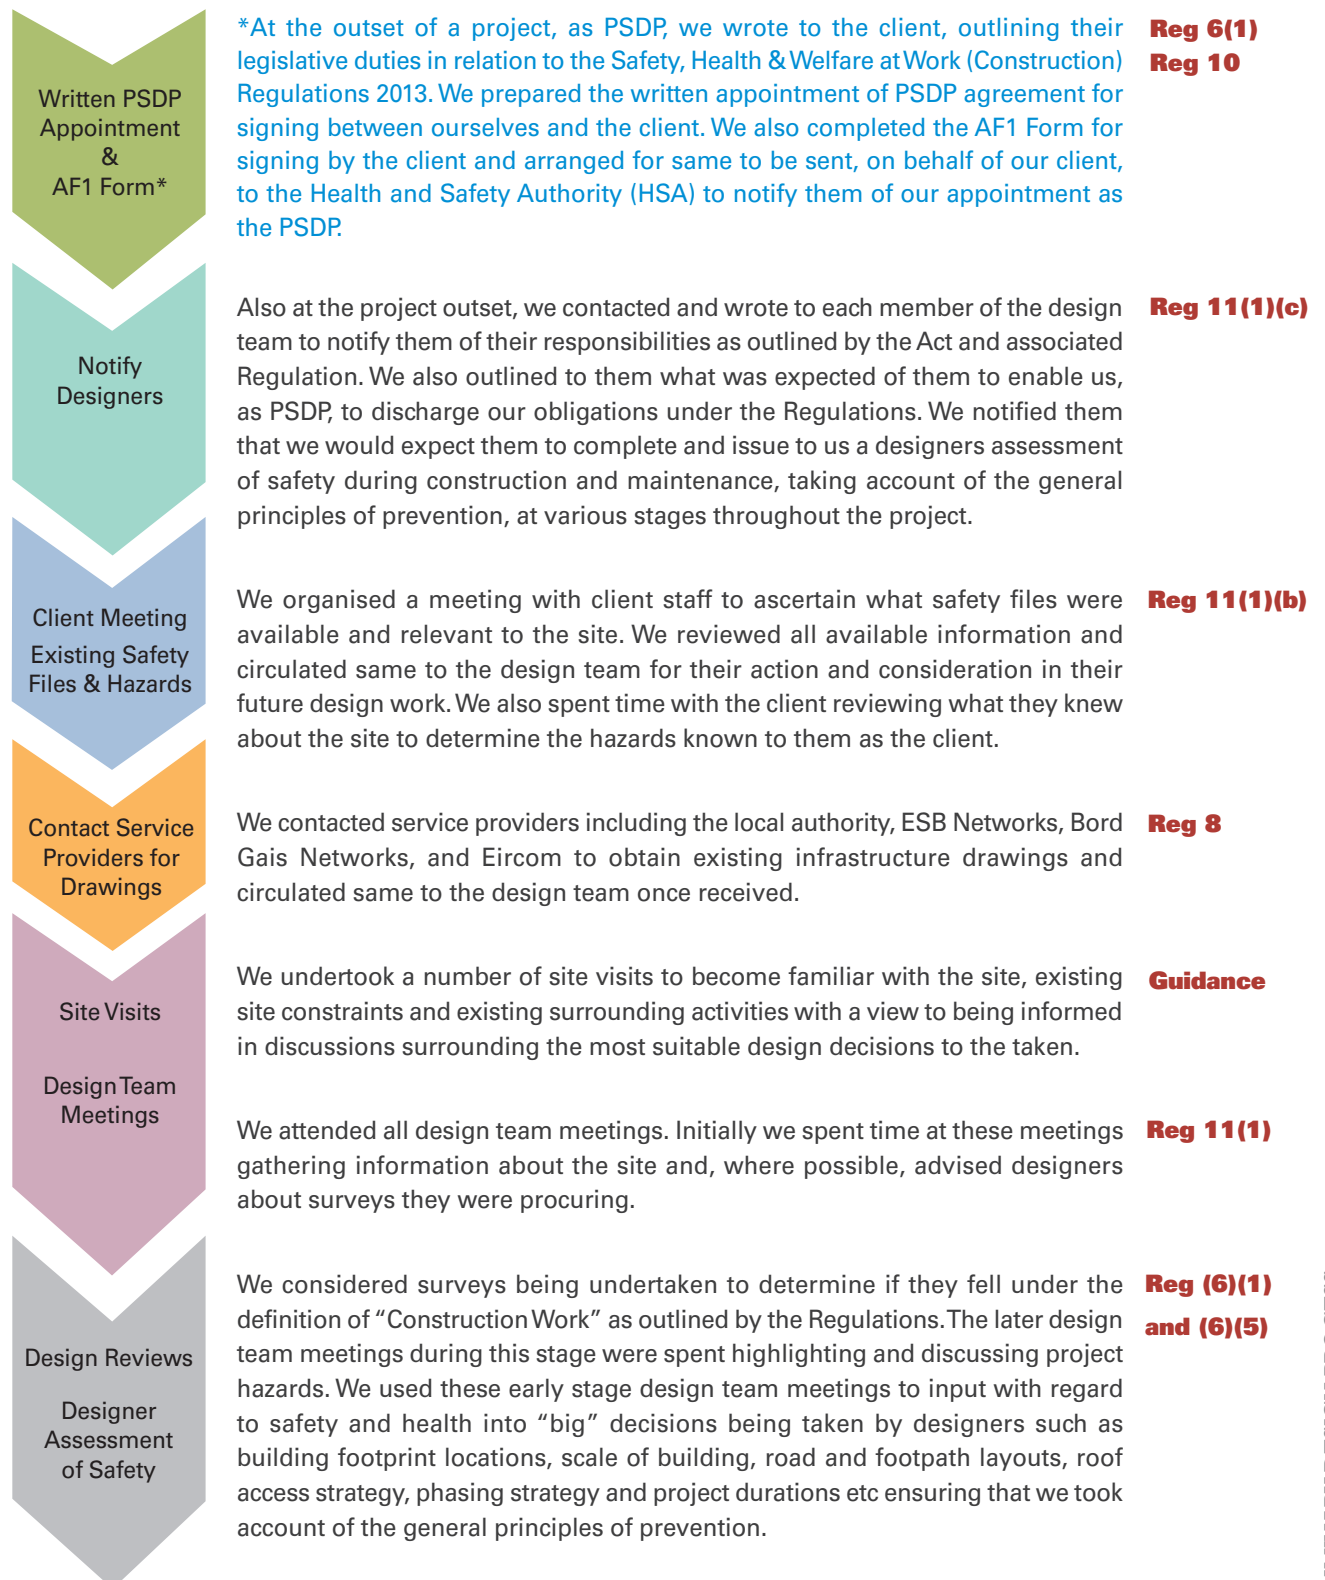 Written PSDP
Appointment
&
AF1 Form*
*At the outset of a project, as PSDP, we wrote to the client, outlining their
legislative duties in relation to the Safety, Health & Welfare at Work (Construction)
Regulations 2013. We prepared the written appointment of PSDP agreement for
signing between ourselves and the client. We also completed the AF1 Form for
signing by the client and arranged for same to be sent, on behalf of our client,
to the Health and Safety Authority (HSA) to notify them of our appointment as
the PSDP.
Reg 6(1)
Reg 10
Notify
Designers
Also at the project outset, we contacted and wrote to each member of the design
team to notify them of their responsibilities as outlined by the Act and associated
Regulation. We also outlined to them what was expected of them to enable us,
as PSDP, to discharge our obligations under the Regulations. We notified them
that we would expect them to complete and issue to us a designers assessment
of safety during construction and maintenance, taking account of the general
principles of prevention, at various stages throughout the project.
Reg 11(1)(c)
Client Meeting
Existing Safety
Files & Hazards
We organised a meeting with client staff to ascertain what safety files were
available and relevant to the site. We reviewed all available information and
circulated same to the design team for their action and consideration in their
future design work. We also spent time with the client reviewing what they knew
about the site to determine the hazards known to them as the client.
Reg 11(1)(b)
Contact Service
Providers for
Drawings
We contacted service providers including the local authority, ESB Networks, Bord
Gais Networks, and Eircom to obtain existing infrastructure drawings and
circulated same to the design team once received.
Reg 8
Site Visits
We undertook a number of site visits to become familiar with the site, existing
site constraints and existing surrounding activities with a view to being informed
in discussions surrounding the most suitable design decisions to the taken.
Guidance
Design Team
Meetings
We attended all design team meetings. Initially we spent time at these meetings
gathering information about the site and, where possible, advised designers
about surveys they were procuring.
Reg 11(1)
Design Reviews
Designer
Assessment
of Safety
We considered surveys being undertaken to determine if they fell under the
definition of “Construction Work” as outlined by the Regulations. The later design
team meetings during this stage were spent highlighting and discussing project
hazards. We used these early stage design team meetings to input with regard
to safety and health into “big” decisions being taken by designers such as
building footprint locations, scale of building, road and footpath layouts, roof
access strategy, phasing strategy and project durations etc ensuring that we took
account of the general principles of prevention.
Reg (6)(1)
and (6)(5)